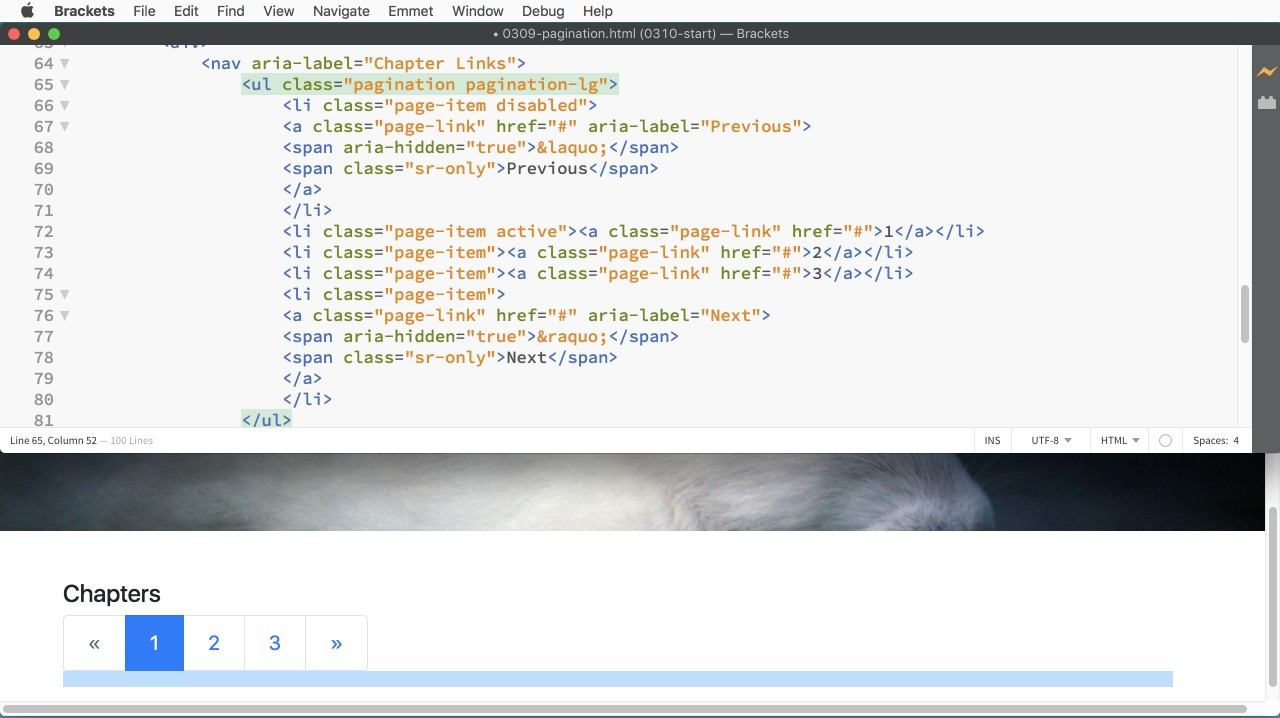 Brackets File Edit Find View Navigate Emmet Window Debug Help
• 0309-pagination.html (0310-start) — Brackets
63 <div>
64 <nav aria-label="Chapter Links">
65 <ul class="pagination pagination-lg">
66 <li class="page-item disabled">
67 <a class="page-link" href="#" aria-label="Previous">
68 <span aria-hidden="true">&laquo;</span>
69 <span class="sr-only">Previous</span>
70 </a>
71 </li>
72 <li class="page-item active"><a class="page-link" href="#">1</a></li>
73 <li class="page-item"><a class="page-link" href="#">2</a></li>
74 <li class="page-item"><a class="page-link" href="#">3</a></li>
75 <li class="page-item">
76 <a class="page-link" href="#" aria-label="Next">
77 <span aria-hidden="true">&raquo;</span>
78 <span class="sr-only">Next</span>
79 </a>
80 </li>
81 </ul>
Line 65, Column 52 — 100 Lines INS UTF-8 HTML Spaces: 4
Chapters
« 1 2 3 »